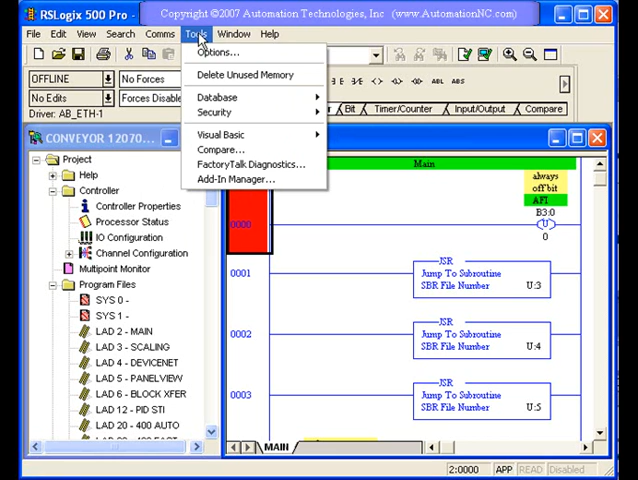 RSLogix 500 Pro -
Copyright ©2007 Automation Technologies, Inc (www.AutomationNC.com)
File Edit View Search Comms Tools Window Help
Options...
Delete Unused Memory
Database
Security
Visual Basic
Compare...
FactoryTalk Diagnostics...
Add-In Manager...
OFFLINE No Forces
No Edits Forces Disable
Driver: AB_ETH-1
ABL ABS
Bit Timer/Counter Input/Output Compare
CONVEYOR 12070
Project
Help
Controller
Controller Properties
Processor Status
IO Configuration
Channel Configuration
Multipoint Monitor
Program Files
SYS 0 -
SYS 1 -
LAD 2 - MAIN
LAD 3 - SCALING
LAD 4 - DEVICENET
LAD 5 - PANELVIEW
LAD 6 - BLOCK XFER
LAD 12 - PID STI
LAD 20 - 400 AUTO
Main
always
off bit
AFI
B3:0
0000
U
0
0001
JSR
Jump To Subroutine
SBR File Number U:3
0002
JSR
Jump To Subroutine
SBR File Number U:4
0003
JSR
Jump To Subroutine
SBR File Number U:5
MAIN
2:0000 APP READ Disabled